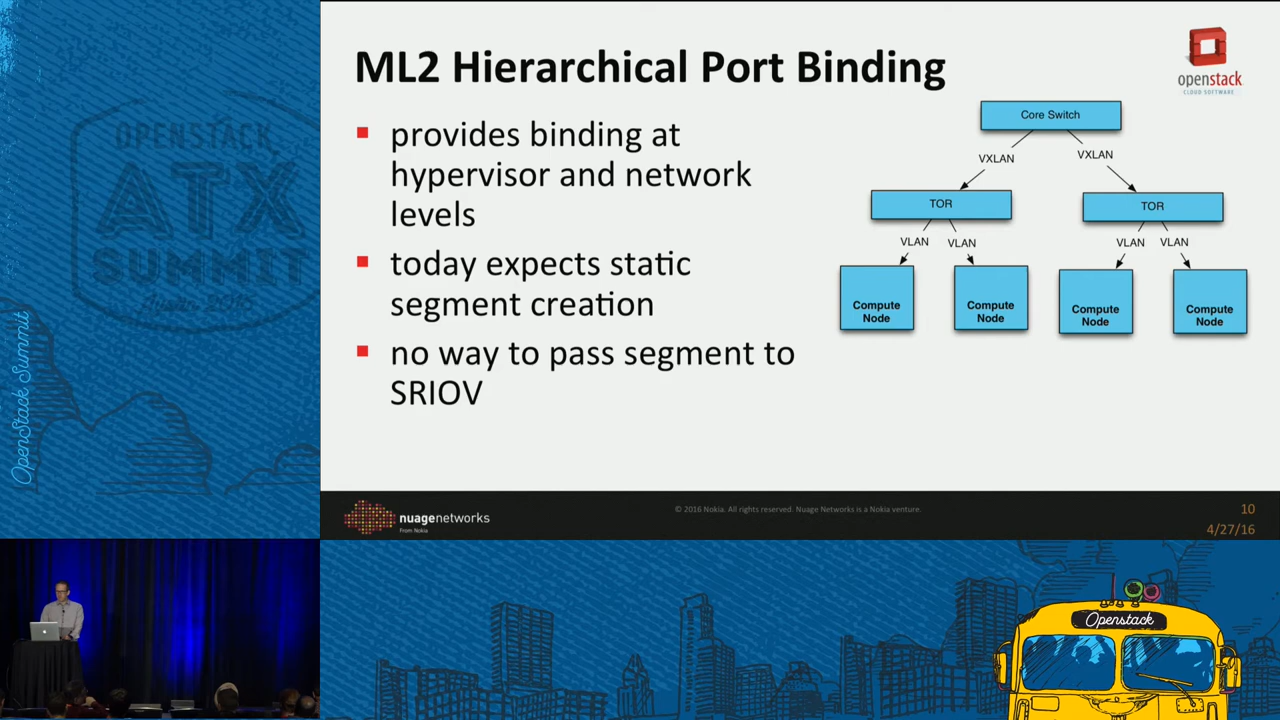 OPENSTACK
ATX
SUMMIT
Austin 2016
OpenStack Summit
ML2 Hierarchical Port Binding
openstack
CLOUD SOFTWARE
provides binding at
hypervisor and network
levels
today expects static
segment creation
no way to pass segment to
SRIOV
Core Switch
VXLAN
VXLAN
TOR
TOR
VLAN
VLAN
VLAN
VLAN
Compute
Node
Compute
Node
Compute
Node
Compute
Node
nuagenetworks
From Nokia
© 2016 Nokia. All rights reserved. Nuage Networks is a Nokia venture.
10
4/27/16
Openstack